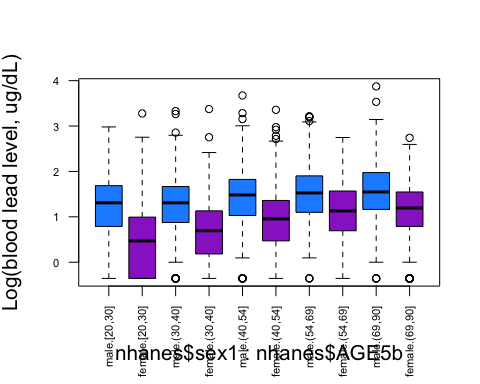 Log(blood lead level, ug/dL)
4
3
2
1
0
male.[20,30]
female.[20,30]
male.(30,40]
female.(30,40]
male.(40,54]
female.(40,54]
male.(54,69]
female.(54,69]
male.(69,90]
female.(69,90]
nhanes$sex1 : nhanes$AGE5b